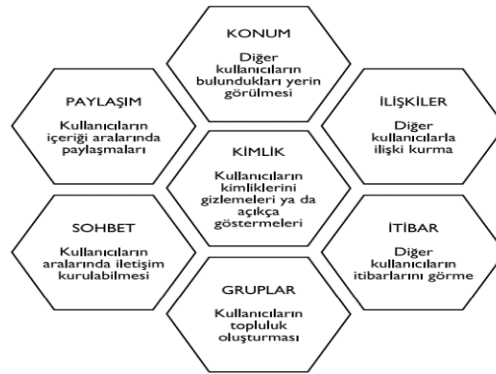 KONUM
Diğer
kullanıcıların
bulundukları yerin
görülmesi
PAYLAŞIM
Kullanıcıların
içeriği aralarında
paylaşmaları
İLİŞKİLER
Diğer
kullanıcılarla
ilişki kurma
KİMLİK
Kullanıcıların
kimliklerini
gizlemeleri ya da
açıkça
göstermeleri
SOHBET
Kullanıcıların
aralarında iletişim
kurulabilmesi
İTİBAR
Diğer
kullanıcıların
itibarlarını görme
GRUPLAR
Kullanıcıların
topluluk
oluşturması